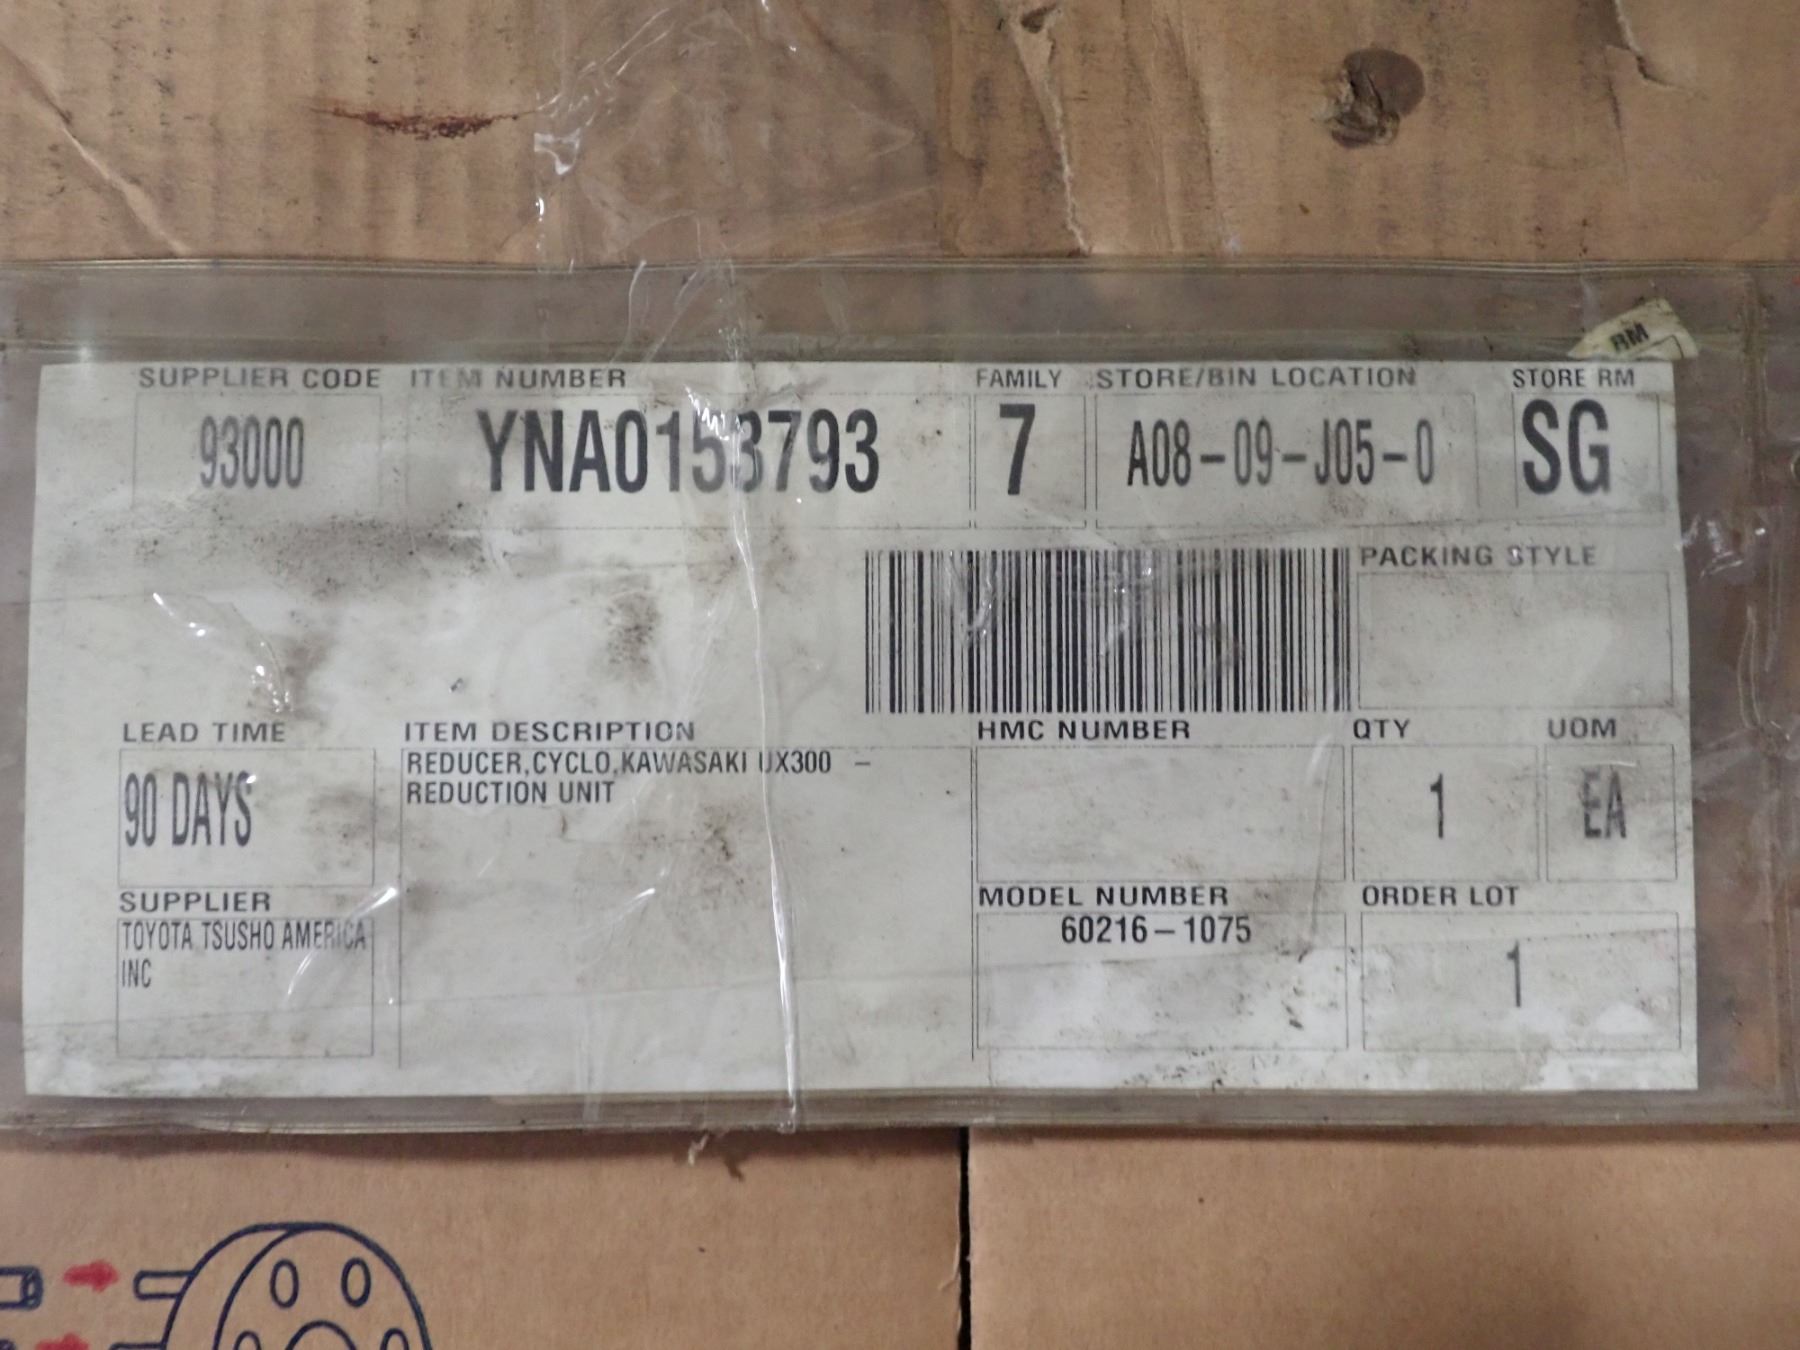 RM
SUPPLIER CODE ITEM NUMBER FAMILY STORE/BIN LOCATION STORE RM
93000 YNA0153793 7 A08-09-J05-0 SG
PACKING STYLE
LEAD TIME ITEM DESCRIPTION HMC NUMBER QTY UOM
90 DAYS REDUCER,CYCLO,KAWASAKI UX300 - 1 EA
REDUCTION UNIT
SUPPLIER MODEL NUMBER ORDER LOT
TOYOTA TSUSHO AMERICA 60216-1075 1
INC